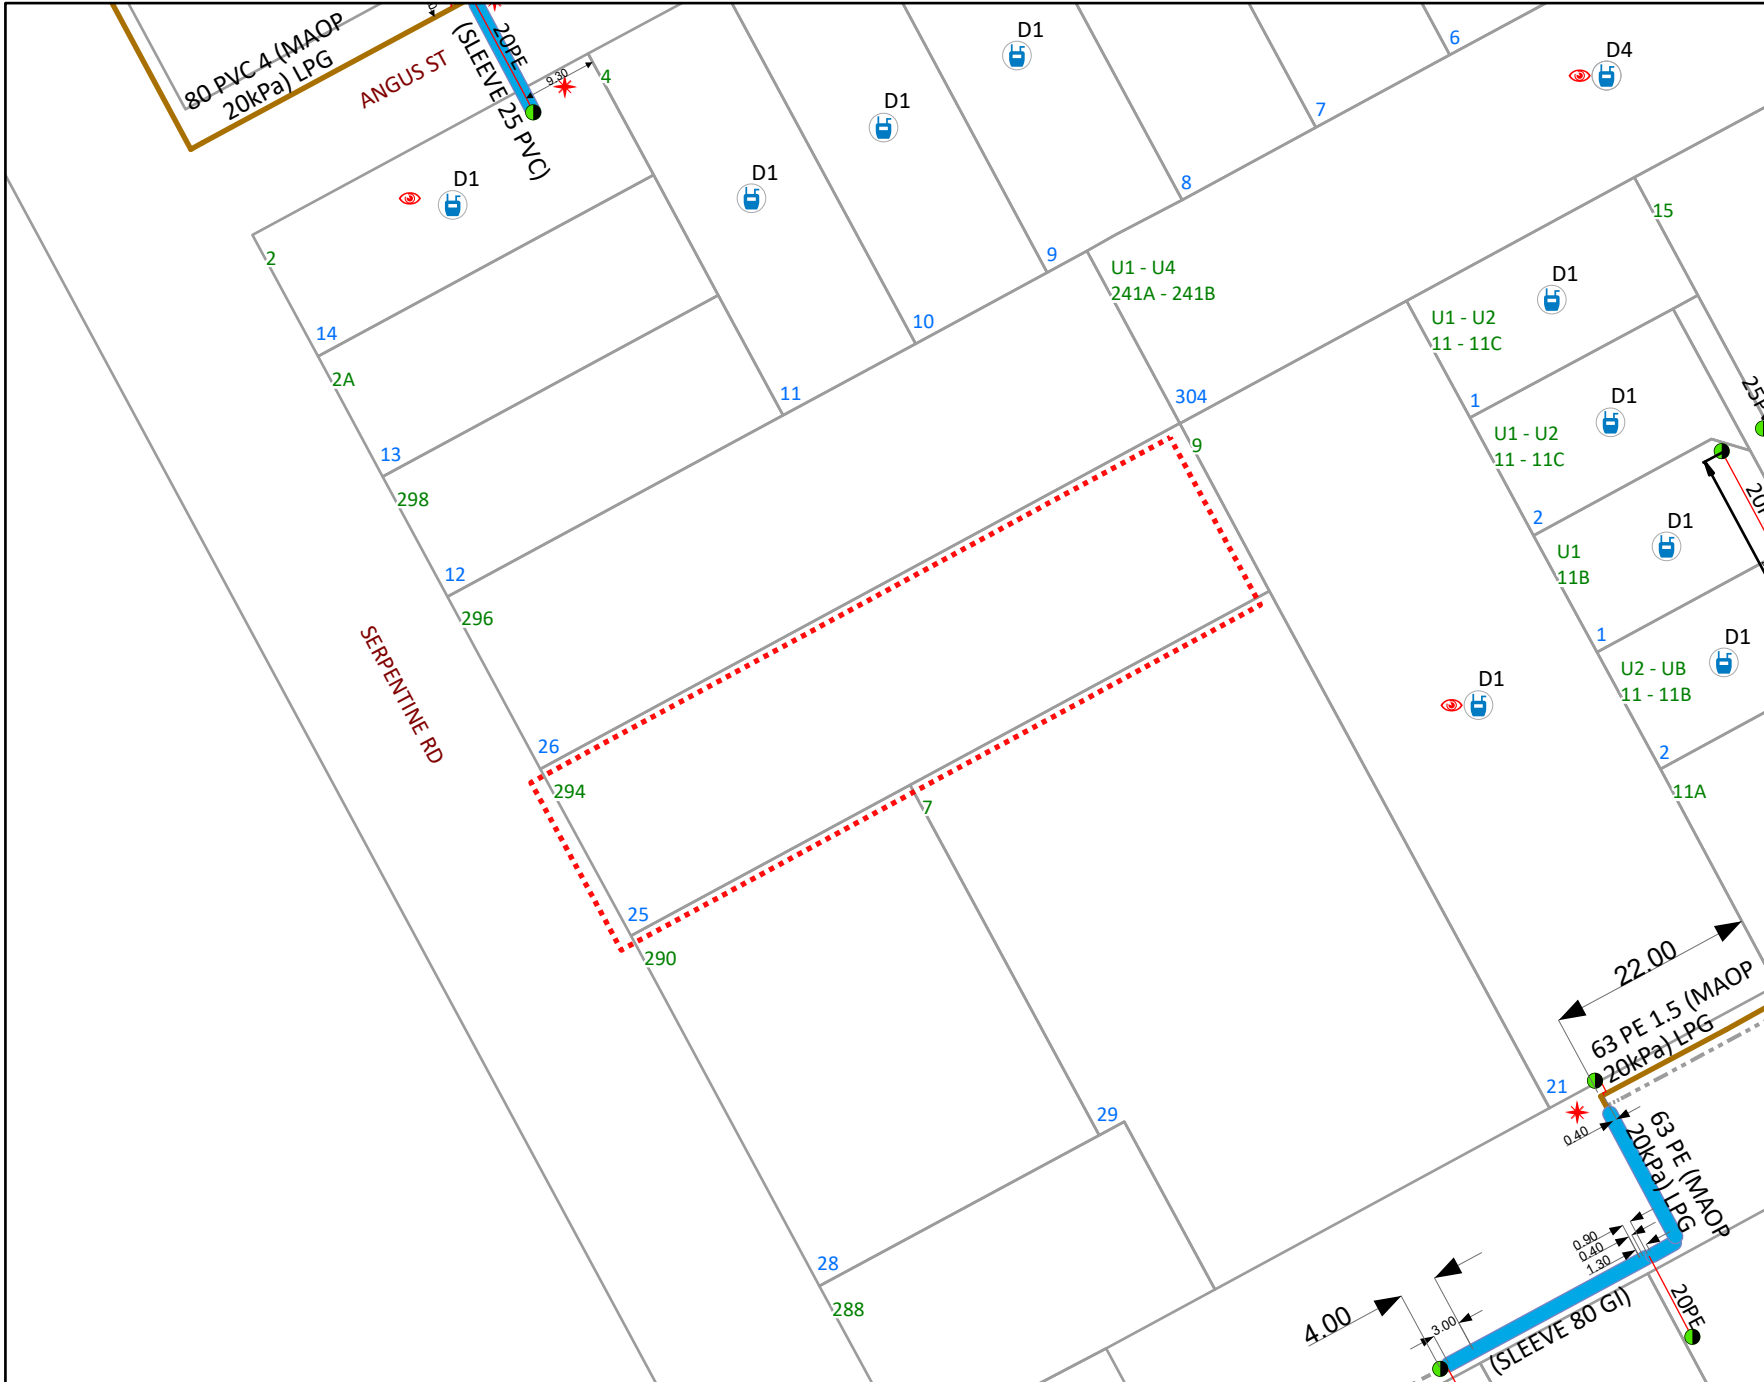 80 PVC 4 (MAOP
20kPa) LPG
ANGUS ST
20PE
(SLEEVE 25 PVC)
9.30
4
D1
D1
D1
D1
6
D4
7
8
9
10
11
2
14
2A
13
298
12
296
U1 - U4
241A - 241B
15
D1
U1 - U2
11 - 11C
304
9
1
D1
U1 - U2
11 - 11C
2
D1
U1
11B
1
D1
U2 - UB
11 - 11B
2
11A
SERPENTINE RD
26
294
D1
7
25
290
22.00
63 PE 1.5 (MAOP
20kPa) LPG
21
0.40
63 PE (MAOP
20kPa) LPG
29
28
288
0.90
0.40
1.30
20PE
4.00
3.00
(SLEEVE 80 GI)